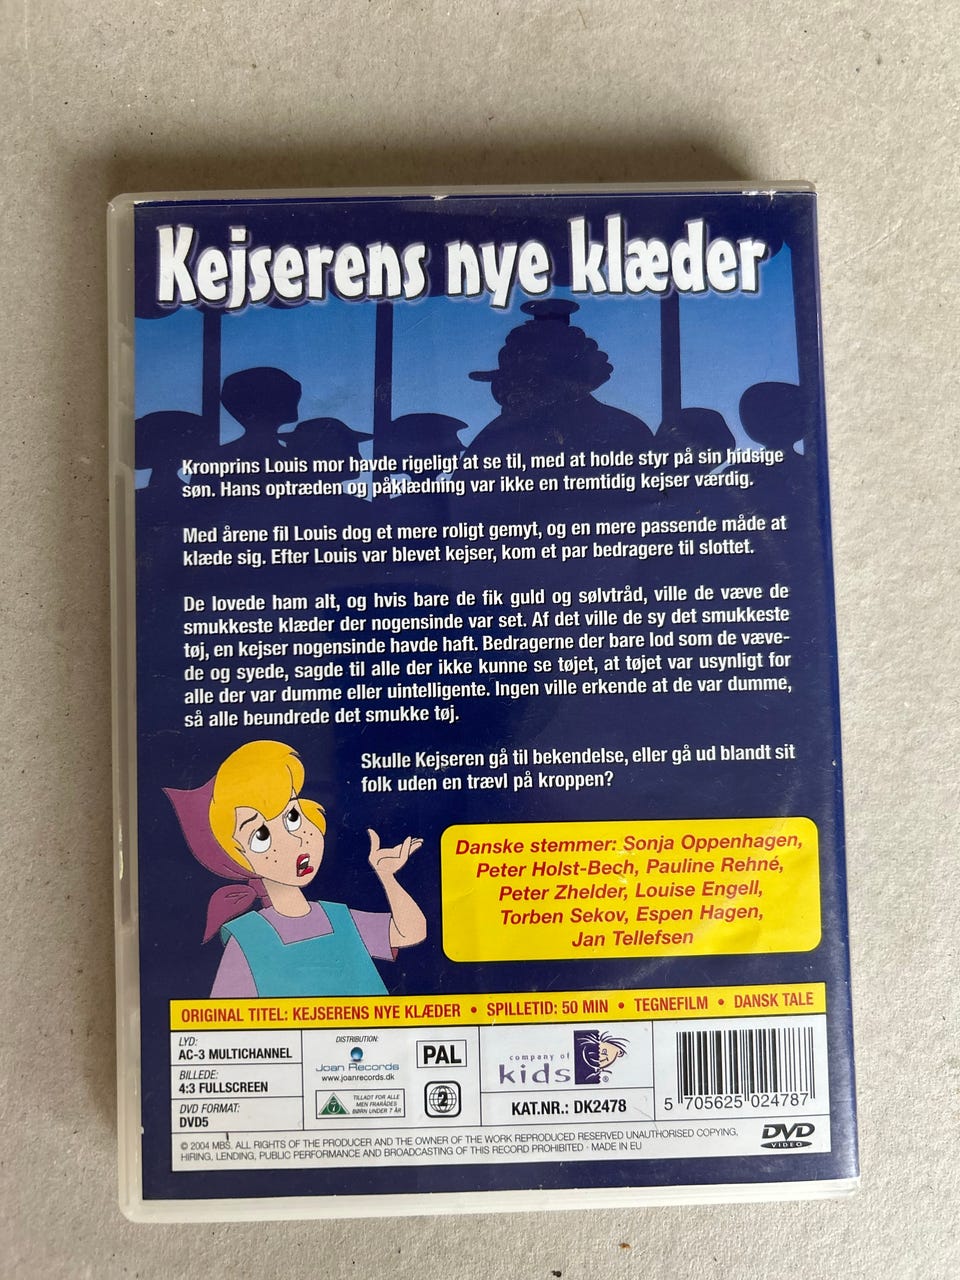 Kejserens nye klæder
Kronprins Louis mor havde rigeligt at se til, med at holde styr på sin hidsige
søn. Hans optræden og påklædning var ikke en tremtidig kejser værdig.
Med årene fil Louis dog et mere roligt gemyt, og en mere passende måde at
klæde sig. Efter Louis var blevet kejser, kom et par bedragere til slottet.
De lovede ham alt, og hvis bare de fik guld og sølvtråd, ville de væve de
smukkeste klæder der nogensinde var set. Af det ville de sy det smukkeste
tøj, en kejser nogensinde havde haft. Bedragerne der bare lod som de væve-
de og syede, sagde til alle der ikke kunne se tøjet, at tøjet var usynligt for
alle der var dumme eller uintelligente. Ingen ville erkende at de var dumme,
så alle beundrede det smukke tøj.
Skulle Kejseren gå til bekendelse, eller gå ud blandt sit
folk uden en trævl på kroppen?
Danske stemmer: Sonja Oppenhagen,
Peter Holst-Bech, Pauline Rehné,
Peter Zhelder, Louise Engell,
Torben Sekov, Espen Hagen,
Jan Tellefsen
ORIGINAL TITEL: KEJSERENS NYE KLÆDER • SPILLETID: 50 MIN • TEGNEFILM • DANSK TALE
LYD:
AC-3 MULTICHANNEL
BILLEDE:
4:3 FULLSCREEN
DVD FORMAT:
DVD5
DISTRIBUTION:
Joan Records
www.joanrecords.dk
PAL
TILLADT FOR ALLE
MEN FRARÅDES
BØRN UNDER 7 ÅR
2
company of
kids
®
KAT.NR.: DK2478
5 705625 024787
© 2004 MBS. ALL RIGHTS OF THE PRODUCER AND THE OWNER OF THE WORK REPRODUCED RESERVED UNAUTHORISED COPYING,
HIRING, LENDING, PUBLIC PERFORMANCE AND BROADCASTING OF THIS RECORD PROHIBITED - MADE IN EU
DVD
VIDEO